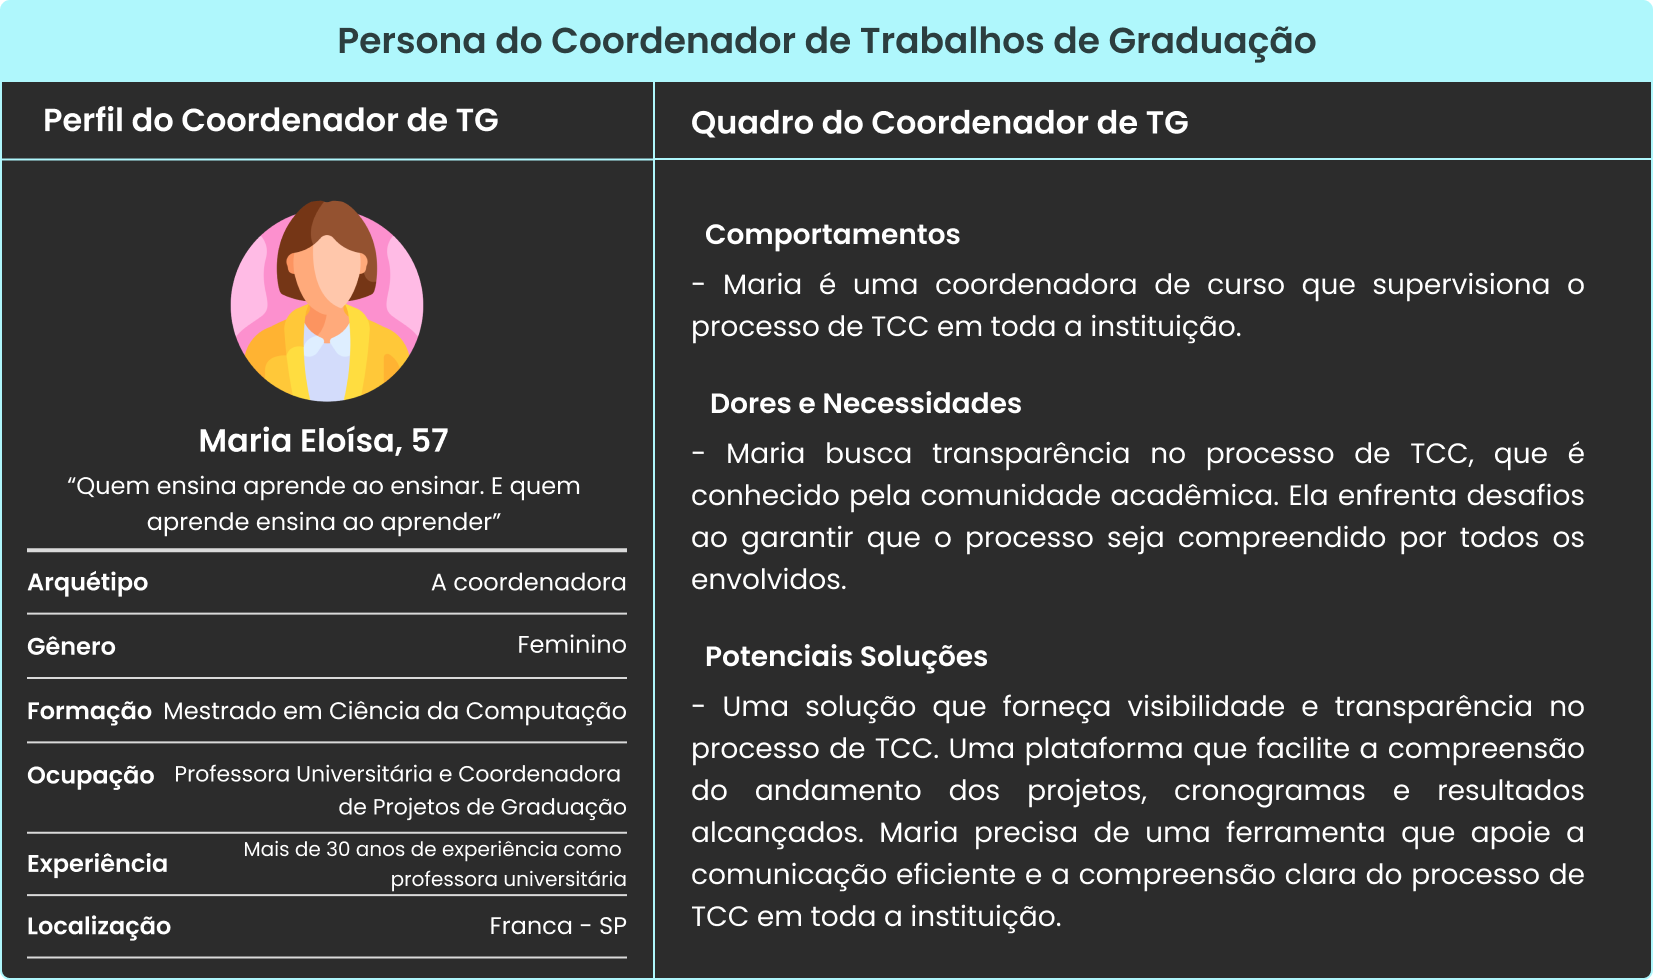 Persona do Coordenador de Trabalhos de Graduação
Perfil do Coordenador de TG
Maria Eloísa, 57
“Quem ensina aprende ao ensinar. E quem
aprende ensina ao aprender”
Arquétipo A coordenadora
Gênero Feminino
Formação Mestrado em Ciência da Computação
Ocupação Professora Universitária e Coordenadora
de Projetos de Graduação
Experiência Mais de 30 anos de experiência como
professora universitária
Localização Franca - SP
Quadro do Coordenador de TG
Comportamentos
- Maria é uma coordenadora de curso que supervisiona o
processo de TCC em toda a instituição.
Dores e Necessidades
- Maria busca transparência no processo de TCC, que é
conhecido pela comunidade acadêmica. Ela enfrenta desafios
ao garantir que o processo seja compreendido por todos os
envolvidos.
Potenciais Soluções
- Uma solução que forneça visibilidade e transparência no
processo de TCC. Uma plataforma que facilite a compreensão
do andamento dos projetos, cronogramas e resultados
alcançados. Maria precisa de uma ferramenta que apoie a
comunicação eficiente e a compreensão clara do processo de
TCC em toda a instituição.